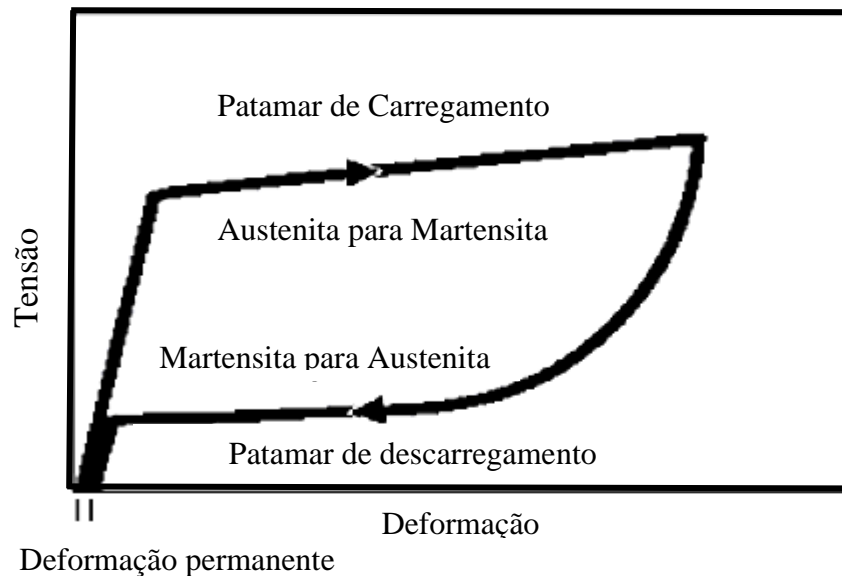 Patamar de Carregamento
Austenita para Martensita
Tensão
Martensita para Austenita
Patamar de descarregamento
Deformação
Deformação permanente